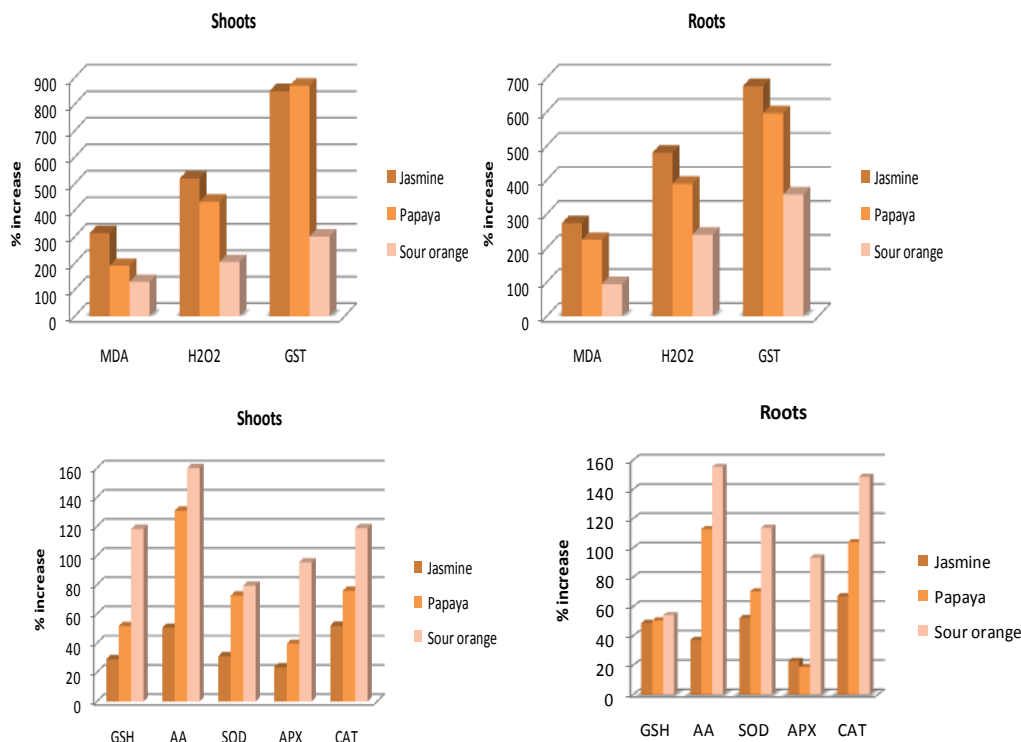 Shoots
% increase
900
800
700
600
500
400
300
200
100
0
MDA H2O2 GST
Jasmine
Papaya
Sour orange
Roots
% increase
700
600
500
400
300
200
100
0
MDA H2O2 GST
Jasmine
Papaya
Sour orange
Shoots
% increase
160
140
120
100
80
60
40
20
0
GSH AA SOD APX CAT
Jasmine
Papaya
Sour orange
Roots
% increase
160
140
120
100
80
60
40
20
0
GSH AA SOD APX CAT
Jasmine
Papaya
Sour orange